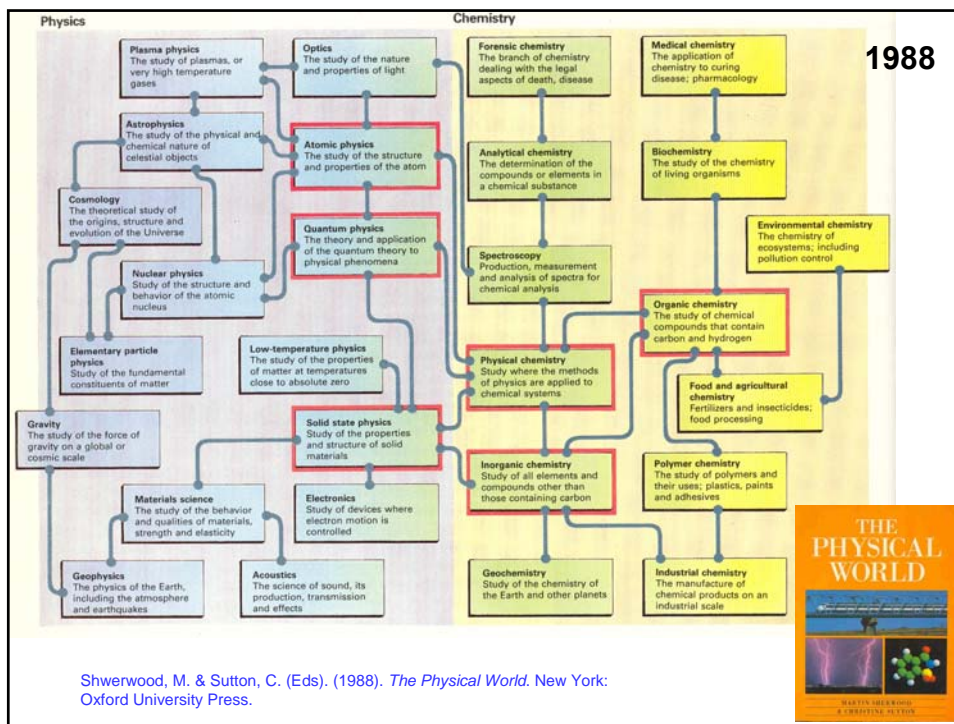 Physics
Chemistry
1988
Plasma physics
The study of plasmas, or
very high temperature
gases
Optics
The study of the nature
and properties of light
Forensic chemistry
The branch of chemistry
dealing with the legal
aspects of death, disease
Medical chemistry
The application of
chemistry to curing
disease; pharmacology
Astrophysics
The study of the physical and
chemical nature of
celestial objects
Atomic physics
The study of the structure
and properties of the atom
Analytical chemistry
The determination of the
compounds or elements in
a chemical substance
Biochemistry
The study of the chemistry
of living organisms
Cosmology
The theoretical study of
the origins, structure and
evolution of the Universe
Quantum physics
The theory and application
of the quantum theory to
physical phenomena
Environmental chemistry
The chemistry of
ecosystems; including
pollution control
Nuclear physics
Study of the structure and
behavior of the atomic
nucleus
Spectroscopy
Production, measurement
and analysis of spectra for
chemical analysis
Organic chemistry
The study of chemical
compounds that contain
carbon and hydrogen
Elementary particle
physics
Study of the fundamental
constituents of matter
Low-temperature physics
The study of the properties
of matter at temperatures
close to absolute zero
Physical chemistry
Study where the methods
of physics are applied to
chemical systems
Food and agricultural
chemistry
Fertilizers and insecticides;
food processing
Gravity
The study of the force of
gravity on a global or
cosmic scale
Solid state physics
Study of the properties
and structure of solid
materials
Inorganic chemistry
Study of all elements and
compounds other than
those containing carbon
Polymer chemistry
The study of polymers and
their uses; plastics, paints
and adhesives
Materials science
The study of the behavior
and qualities of materials,
strength and elasticity
Electronics
Study of devices where
electron motion is
controlled
Geophysics
The physics of the Earth,
including the atmosphere
and earthquakes
Acoustics
The science of sound, its
production, transmission
and effects
Geochemistry
Study of the chemistry of
the Earth and other planets
Industrial chemistry
The manufacture of
chemical products on an
industrial scale
THE
PHYSICAL
WORLD
MARTIN SHERWOOD
& CHRISTINE SUTTON
Shwerwood, M. & Sutton, C. (Eds). (1988). The Physical World. New York:
Oxford University Press.